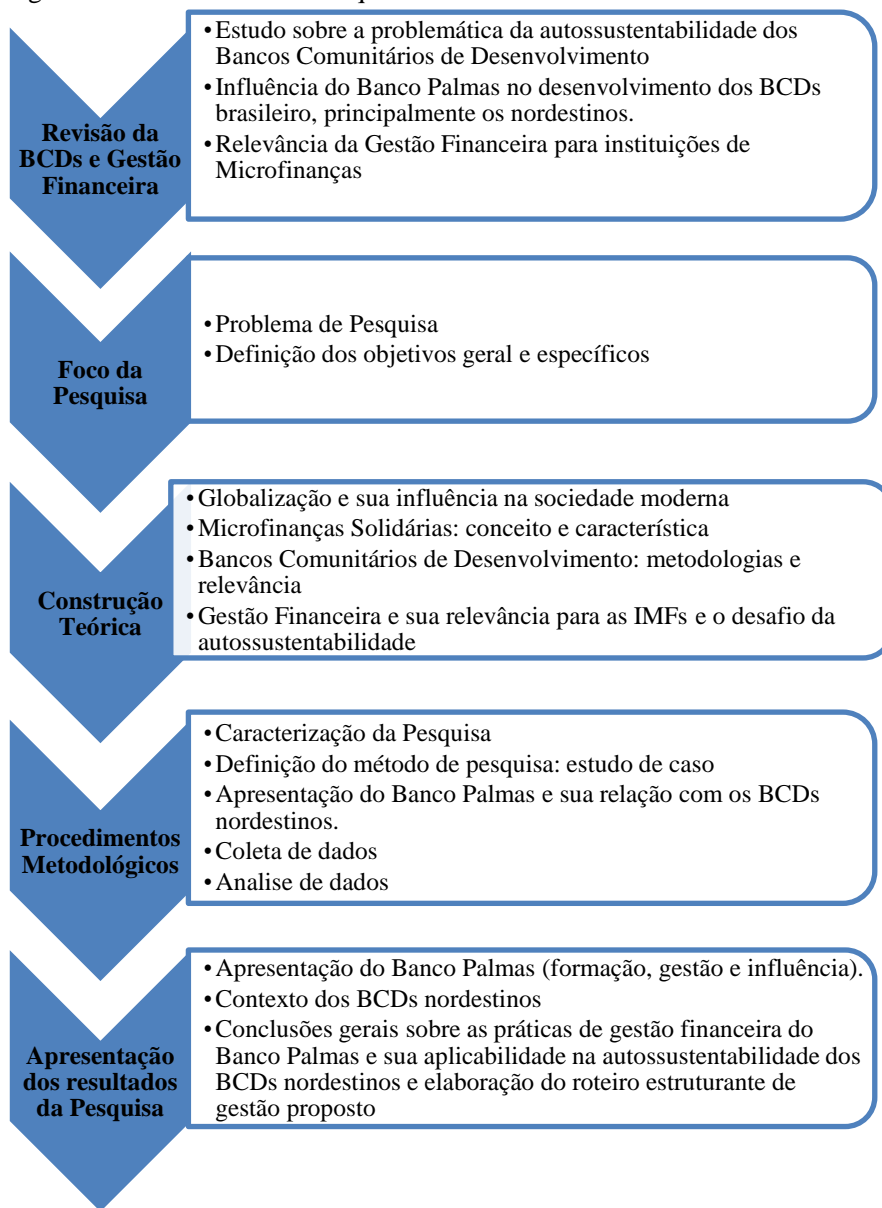 • Estudo sobre a problemática da autossustentabilidade dos
Bancos Comunitários de Desenvolvimento
• Influência do Banco Palmas no desenvolvimento dos BCDs
brasileiro, principalmente os nordestinos.
• Relevância da Gestão Financeira para instituições de
Microfinanças
Revisão da
BCDs e Gestão
Financeira
• Problema de Pesquisa
• Definição dos objetivos geral e específicos
Foco da
Pesquisa
• Globalização e sua influência na sociedade moderna
• Microfinanças Solidárias: conceito e característica
• Bancos Comunitários de Desenvolvimento: metodologias e
relevância
• Gestão Financeira e sua relevância para as IMFs e o desafio da
autossustentabilidade
Construção
Teórica
• Caracterização da Pesquisa
• Definição do método de pesquisa: estudo de caso
• Apresentação do Banco Palmas e sua relação com os BCDs
nordestinos.
• Coleta de dados
• Analise de dados
Procedimentos
Metodológicos
• Apresentação do Banco Palmas (formação, gestão e influência).
• Contexto dos BCDs nordestinos
• Conclusões gerais sobre as práticas de gestão financeira do
Banco Palmas e sua aplicabilidade na autossustentabilidade dos
BCDs nordestinos e elaboração do roteiro estruturante de
gestão proposto
Apresentação
dos resultados
da Pesquisa